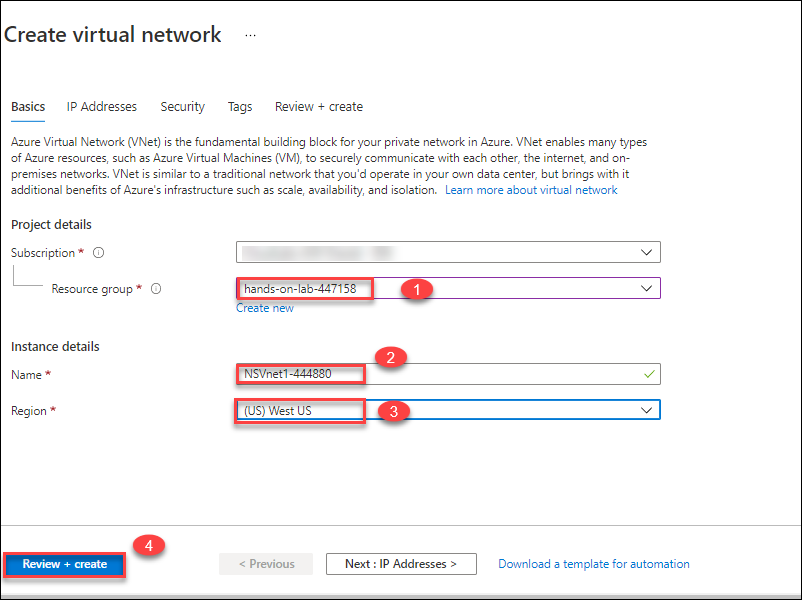 Create virtual network ...
Basics IP Addresses Security Tags Review + create
Azure Virtual Network (VNet) is the fundamental building block for your private network in Azure. VNet enables many types
of Azure resources, such as Azure Virtual Machines (VM), to securely communicate with each other, the internet, and on-
premises networks. VNet is similar to a traditional network that you'd operate in your own data center, but brings with it
additional benefits of Azure's infrastructure such as scale, availability, and isolation. Learn more about virtual network
Project details
Subscription *
Resource group * hands-on-lab-447158 1
Create new
Instance details
Name * NSVnet1-444880 2
Region * (US) West US 3
Review + create 4 < Previous Next : IP Addresses > Download a template for automation